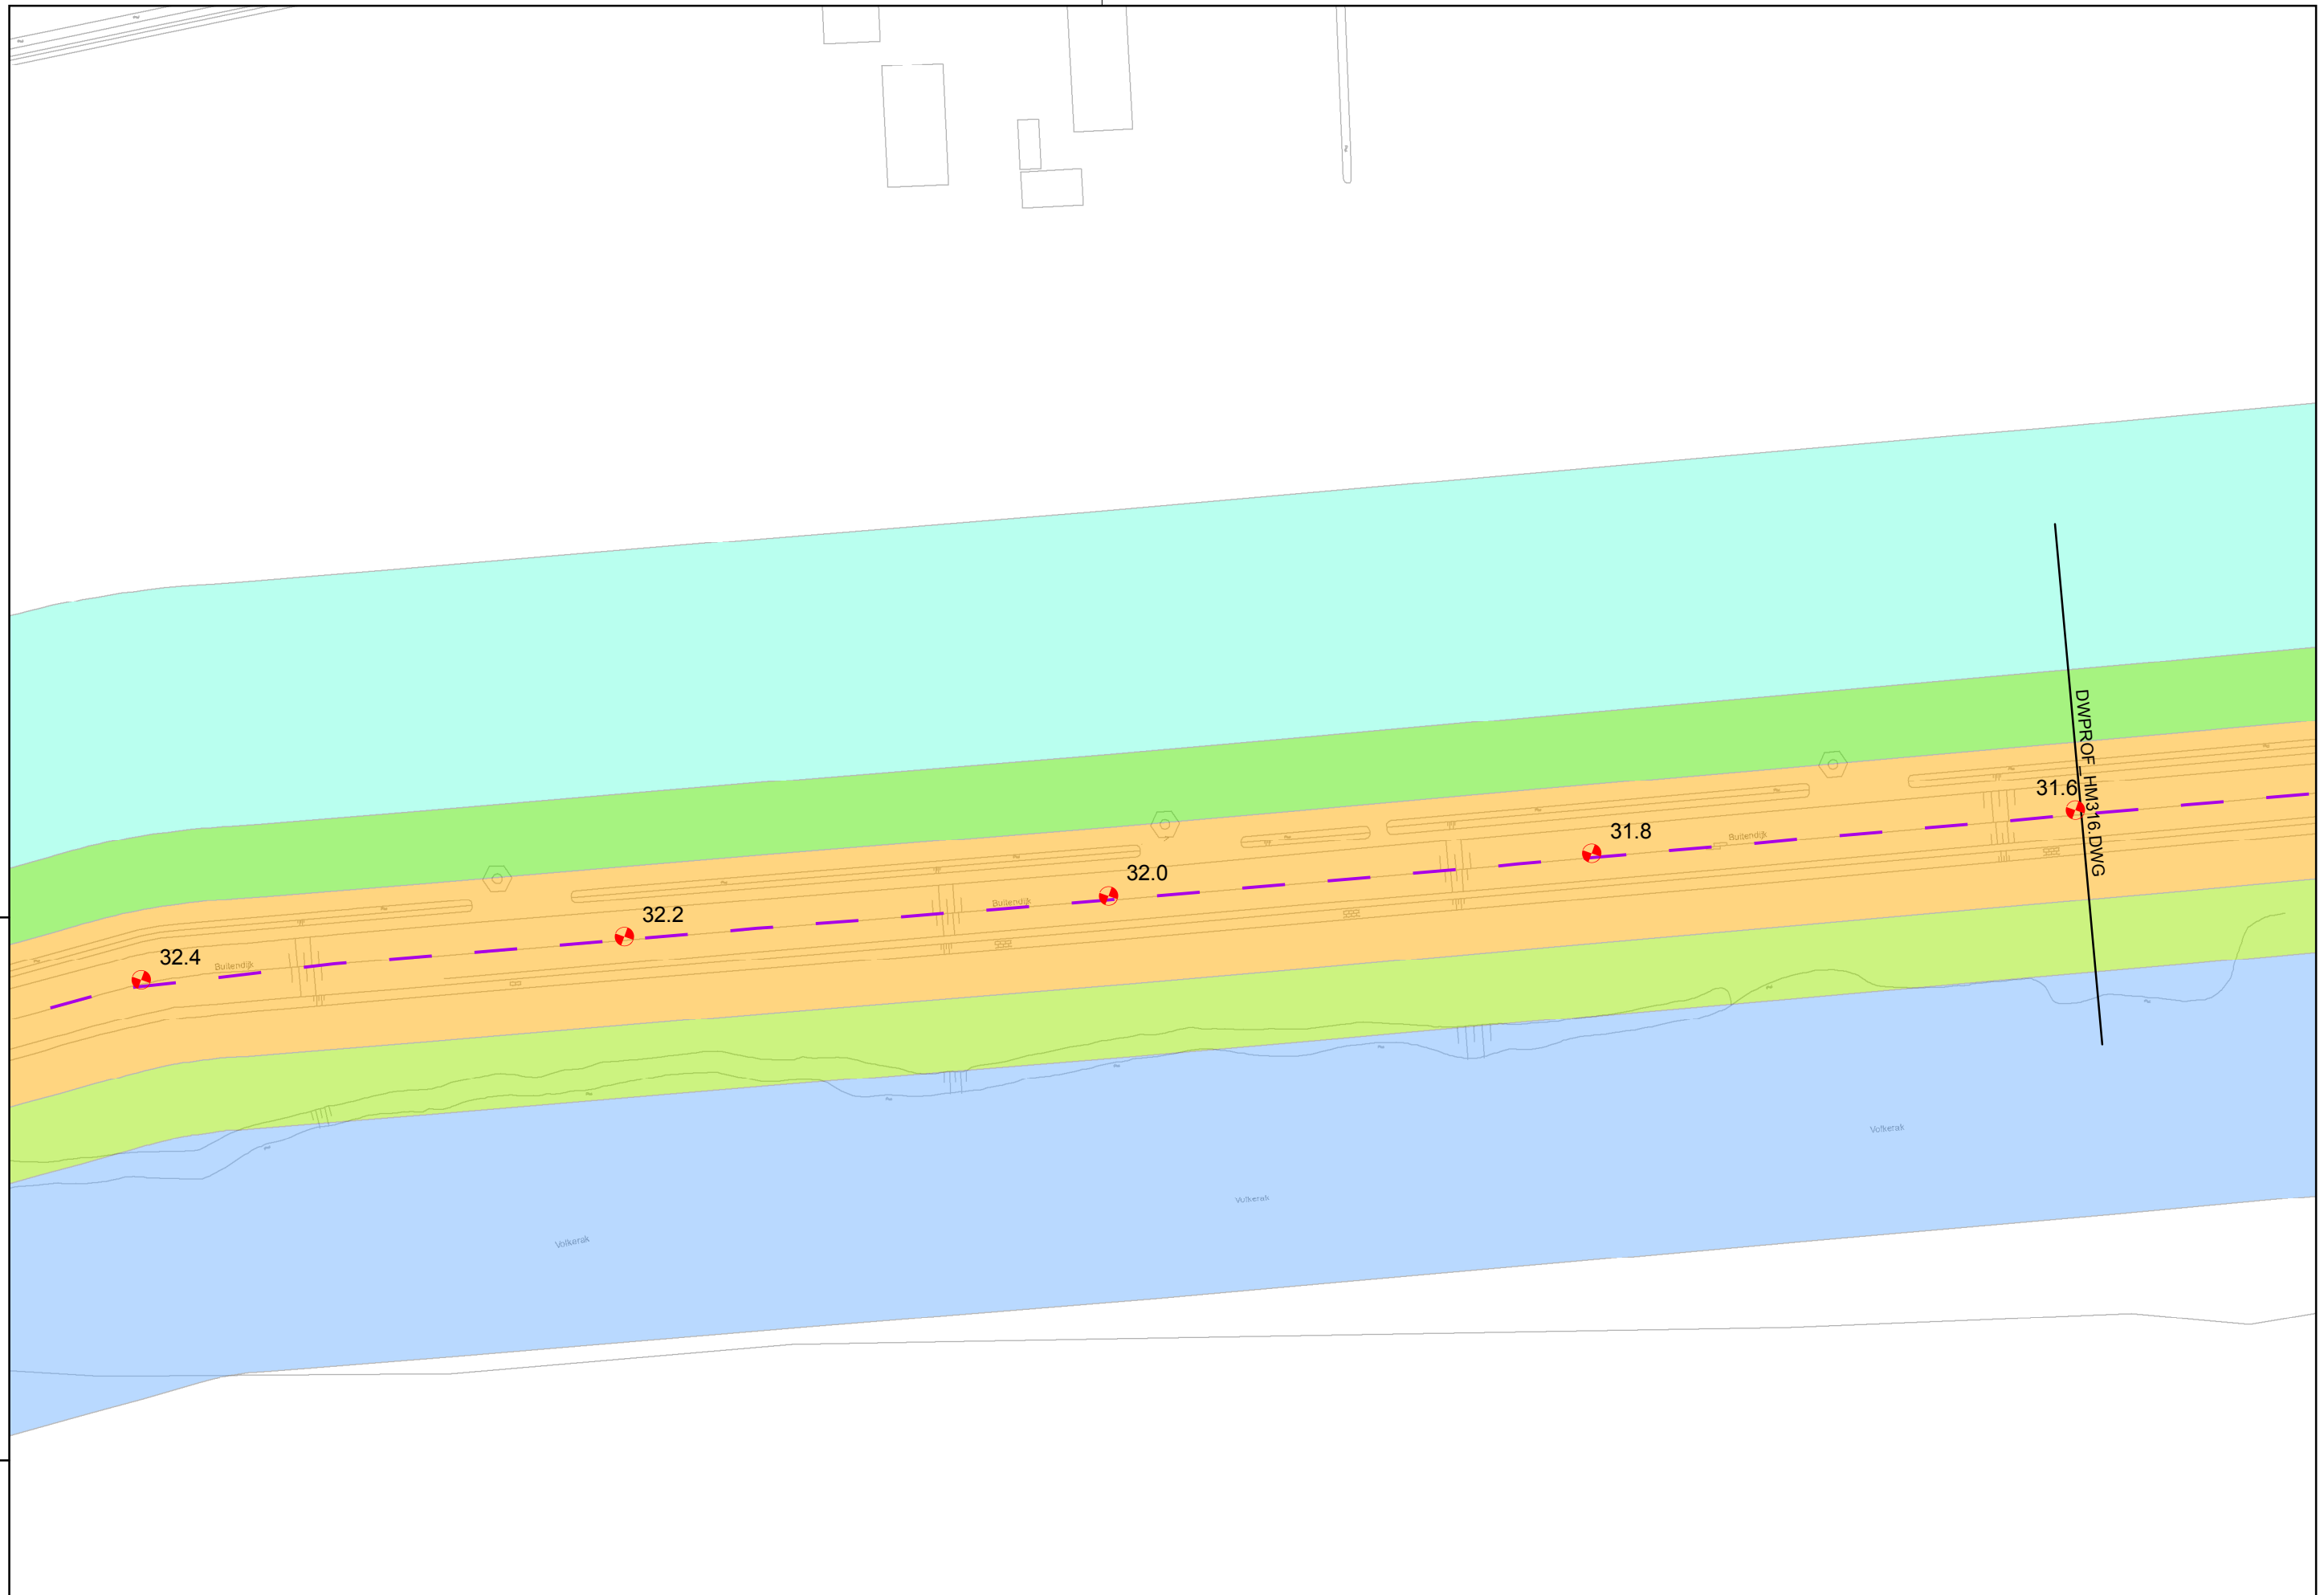 31.6
DWPROF_HM316.DWG
31.8
Buitendijk
32.0
Buitendijk
32.2
32.4
Buitendijk
Volkerak
Volkerak
Volkerak